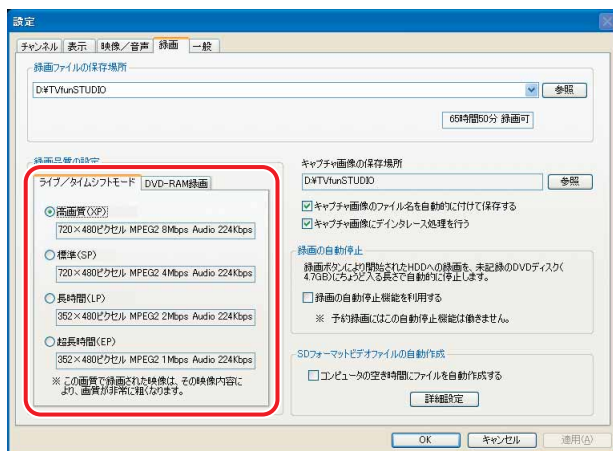 設定
チャンネル 表示 映像／音声 録画 一般
録画ファイルの保存場所
D:¥TVfunSTUDIO 参照
65時間50分 録画可
録画品質の設定
ライブ／タイムシフトモード DVD-RAM録画
高画質(XP)
720×480ピクセル MPEG2 8Mbps Audio 224Kbps
標準(SP)
720×480ピクセル MPEG2 4Mbps Audio 224Kbps
長時間(LP)
352×480ピクセル MPEG2 2Mbps Audio 224Kbps
超長時間(EP)
352×480ピクセル MPEG2 1Mbps Audio 224Kbps
※ この画質で録画された映像は、その映像内容に
より、画質が非常に粗くなります。
キャプチャ画像の保存場所
D:¥TVfunSTUDIO 参照
キャプチャ画像のファイル名を自動的に付けて保存する
キャプチャ画像にデインタレース処理を行う
録画の自動停止
録画ボタンにより開始されたHDDへの録画を、未記録のDVDディスク(
4.7GB)にちょうど入る長さで自動的に停止します。
録画の自動停止機能を利用する
※ 予約録画にはこの自動停止機能は働きません。
SDフォーマットビデオファイルの自動作成
コンピュータの空き時間にファイルを自動作成する
詳細設定
OK キャンセル 適用(A)